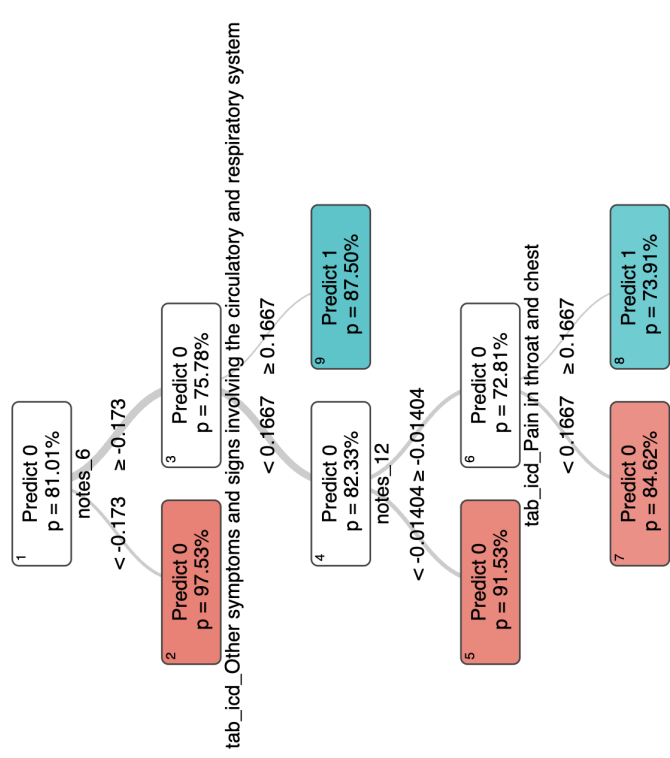 1
Predict 0
p = 81.01%
notes_6
< -0.173
≥ -0.173
2
Predict 0
p = 97.53%
3
Predict 0
p = 75.78%
tab_icd_Other symptoms and signs involving the circulatory and respiratory system
< 0.1667
≥ 0.1667
4
Predict 0
p = 82.33%
9
Predict 1
p = 87.50%
notes_12
< -0.01404
≥ -0.01404
5
Predict 0
p = 91.53%
6
Predict 0
p = 72.81%
tab_icd_Pain in throat and chest
< 0.1667
≥ 0.1667
7
Predict 0
p = 84.62%
8
Predict 1
p = 73.91%